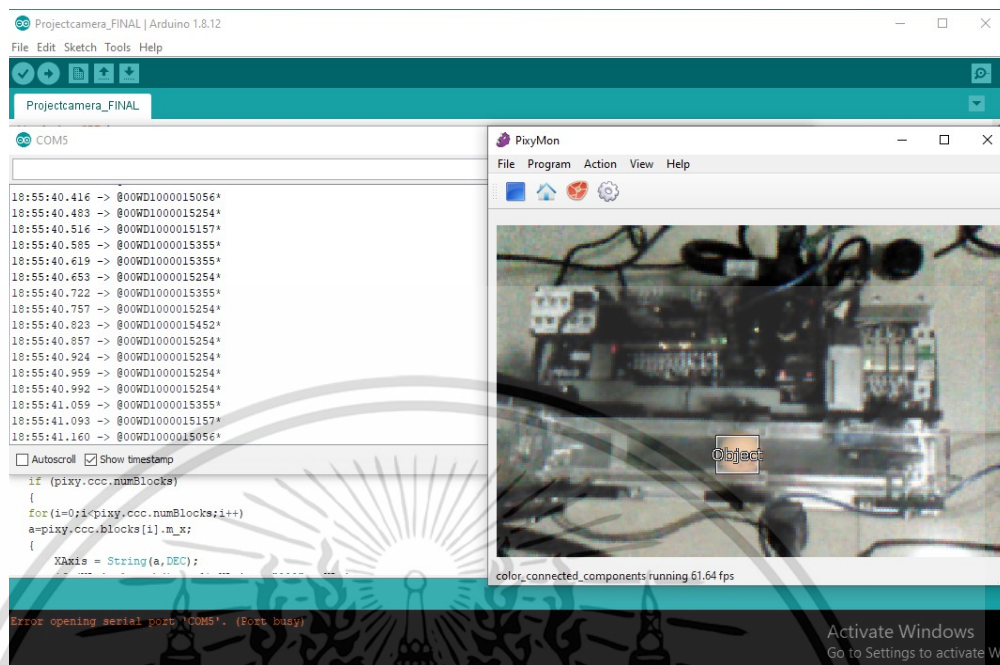 Projectcamera_FINAL | Arduino 1.8.12
File Edit Sketch Tools Help
Projectcamera_FINAL
COM5
18:55:40.416 -> @00WD1000015056*
18:55:40.483 -> @00WD1000015254*
18:55:40.516 -> @00WD1000015157*
18:55:40.585 -> @00WD1000015355*
18:55:40.619 -> @00WD1000015355*
18:55:40.653 -> @00WD1000015254*
18:55:40.722 -> @00WD1000015355*
18:55:40.757 -> @00WD1000015254*
18:55:40.823 -> @00WD1000015452*
18:55:40.857 -> @00WD1000015254*
18:55:40.924 -> @00WD1000015254*
18:55:40.959 -> @00WD1000015254*
18:55:40.992 -> @00WD1000015254*
18:55:41.059 -> @00WD1000015355*
18:55:41.093 -> @00WD1000015157*
18:55:41.160 -> @00WD1000015056*
Autoscroll Show timestamp
if (pixy.ccc.numBlocks)
{
for(i=0;i<pixy.ccc.numBlocks;i++)
a=pixy.ccc.blocks[i].m_x;
{
XAxis = String(a,DEC);
Error opening serial port 'COM5'. (Port busy)
PixyMon
File Program Action View Help
Object
color_connected_components running 61.64 fps
Activate Windows
Go to Settings to activate W